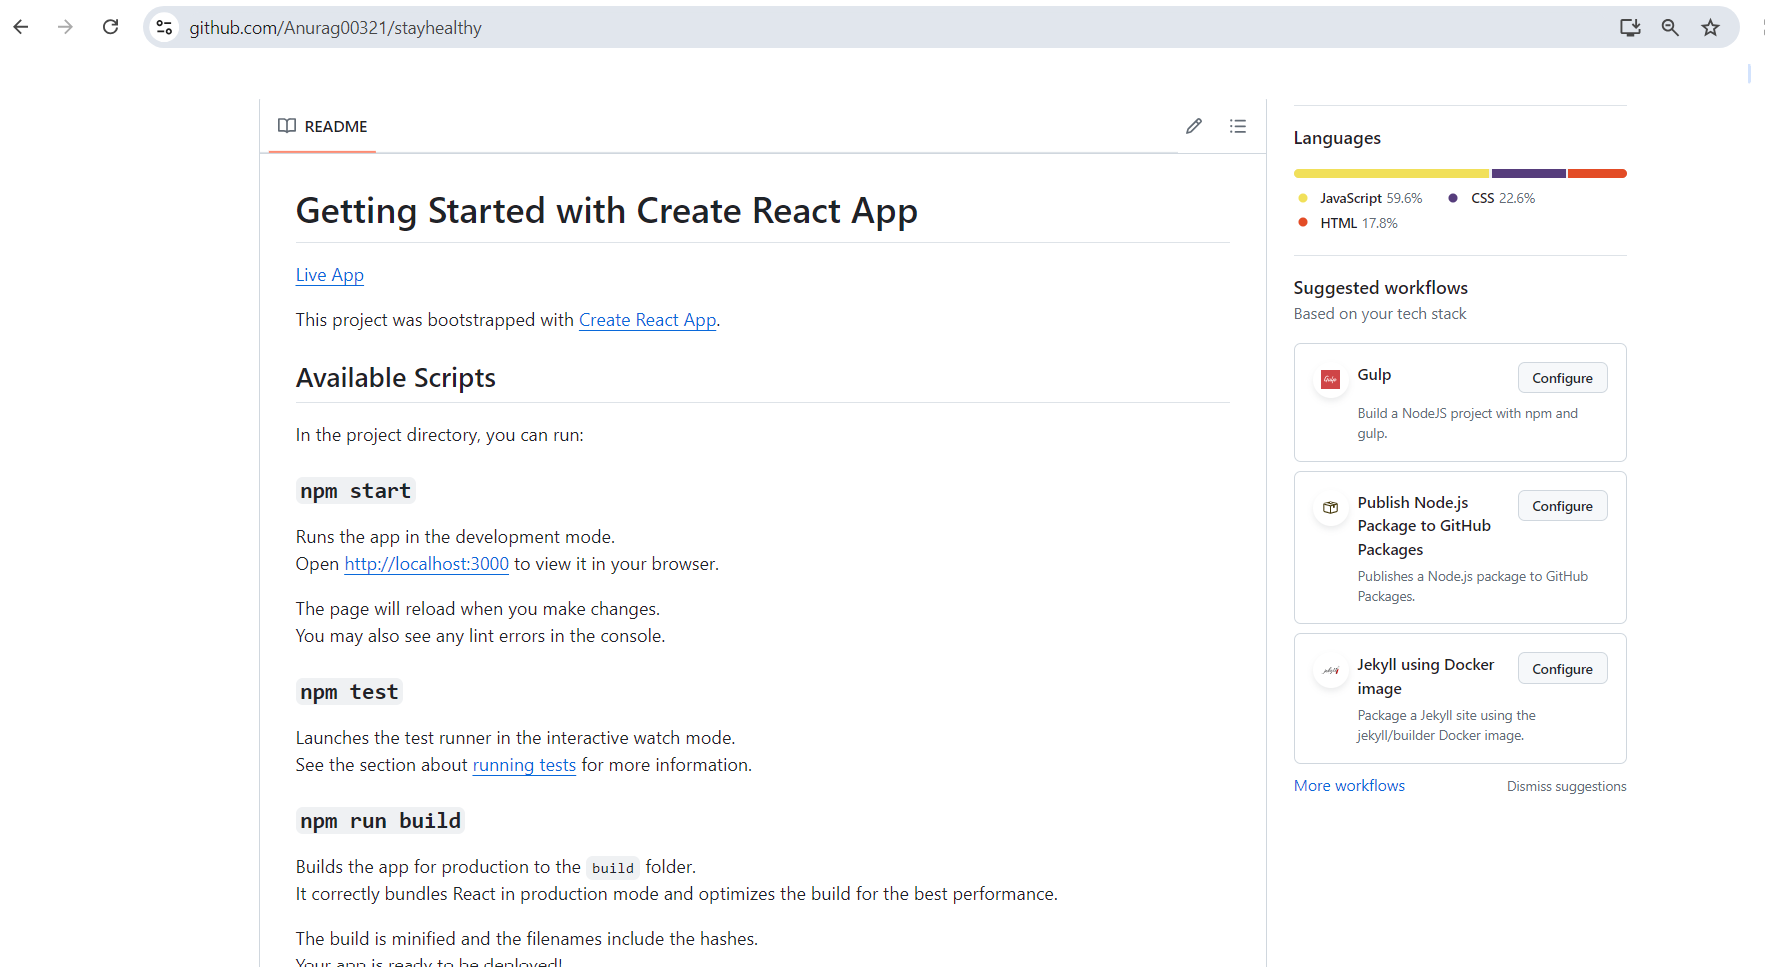 github.com/Anurag00321/stayhealthy
README
Getting Started with Create React App
Live App
This project was bootstrapped with Create React App.
Available Scripts
In the project directory, you can run:
npm start
Runs the app in the development mode.
Open http://localhost:3000 to view it in your browser.
The page will reload when you make changes.
You may also see any lint errors in the console.
npm test
Launches the test runner in the interactive watch mode.
See the section about running tests for more information.
npm run build
Builds the app for production to the build folder.
It correctly bundles React in production mode and optimizes the build for the best performance.
The build is minified and the filenames include the hashes.
Your app is ready to be deployed!
Languages
JavaScript 59.6% CSS 22.6%
HTML 17.8%
Suggested workflows
Based on your tech stack
Gulp
Gulp
Configure
Build a NodeJS project with npm and
gulp.
Publish Node.js
Package to GitHub
Packages
Configure
Publishes a Node.js package to GitHub
Packages.
Jekyll using Docker
image
Configure
Package a Jekyll site using the
jekyll/builder Docker image.
More workflows
Dismiss suggestions